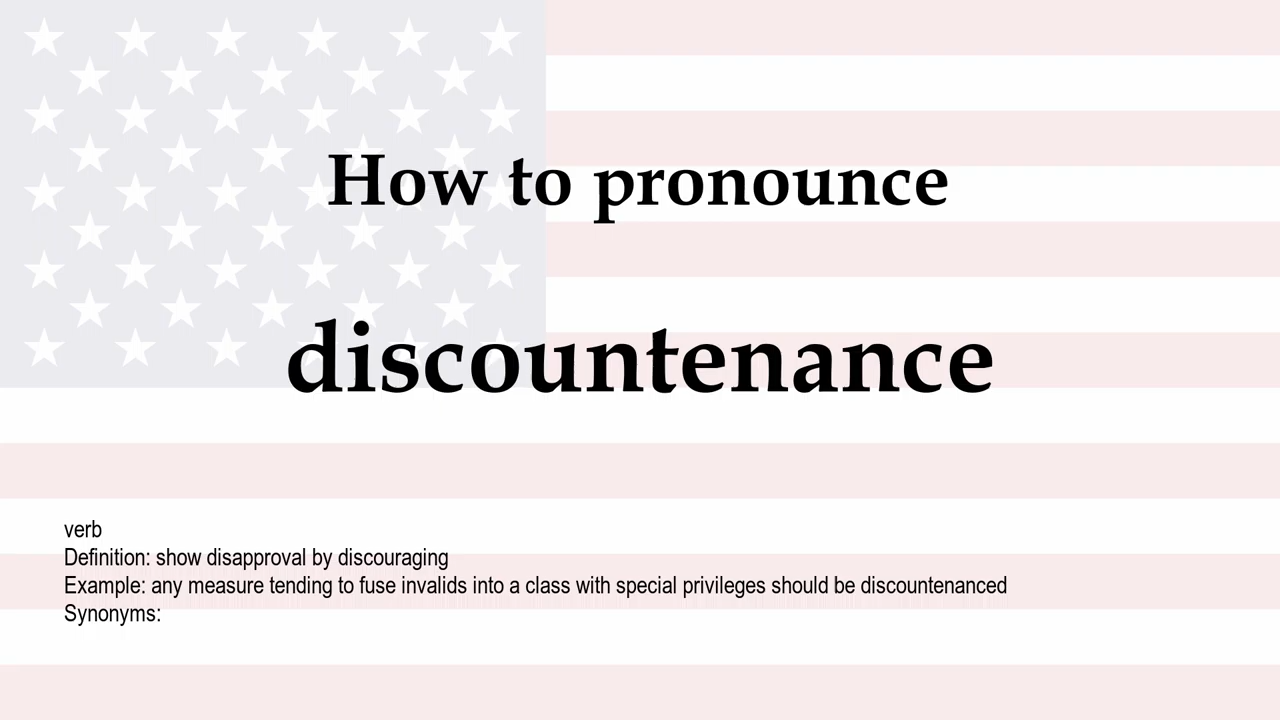 How to pronounce
discountenance
verb
Definition: show disapproval by discouraging
Example: any measure tending to fuse invalids into a class with special privileges should be discountenanced
Synonyms: